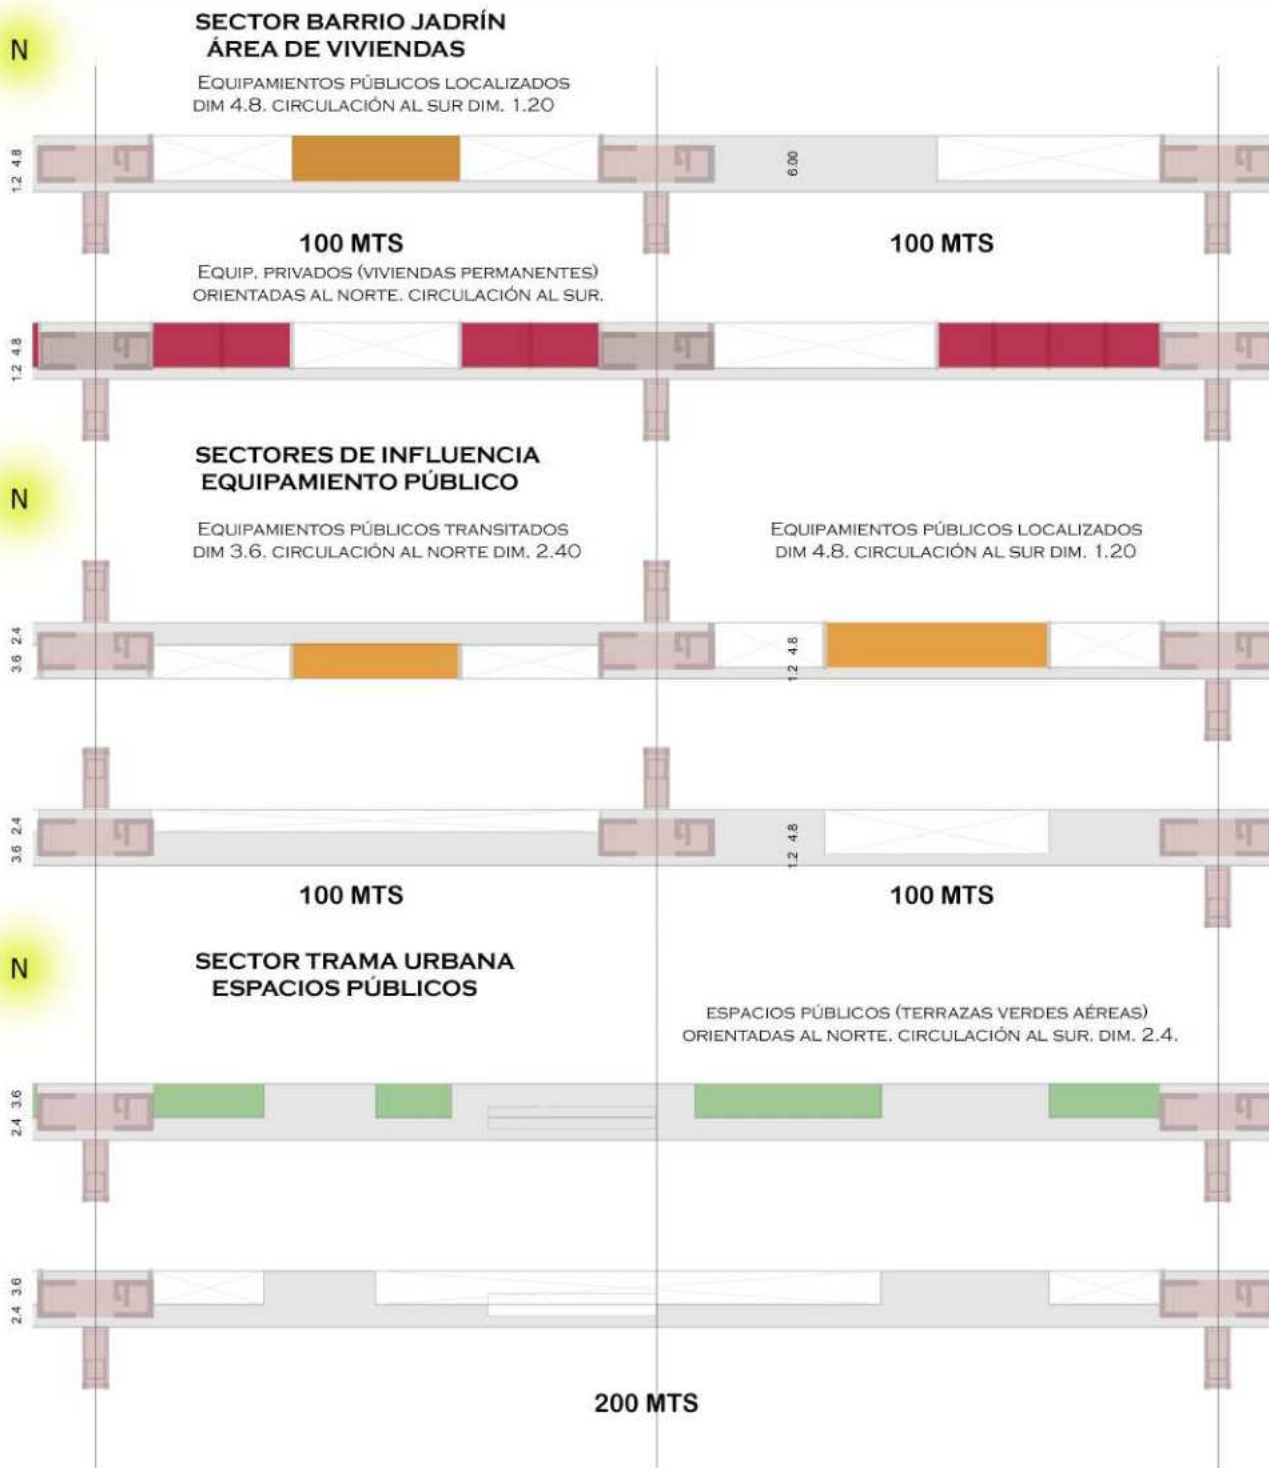 N
SECTOR BARRIO JADRÍN
ÁREA DE VIVIENDAS
EQUIPAMIENTOS PÚBLICOS LOCALIZADOS
DIM 4.8. CIRCULACIÓN AL SUR DIM. 1.20
1.2 4.8
6.00
100 MTS
100 MTS
EQUIP. PRIVADOS (VIVIENDAS PERMANENTES)
ORIENTADAS AL NORTE. CIRCULACIÓN AL SUR.
1.2 4.8
N
SECTORES DE INFLUENCIA
EQUIPAMIENTO PÚBLICO
EQUIPAMIENTOS PÚBLICOS TRANSITADOS
DIM 3.6. CIRCULACIÓN AL NORTE DIM. 2.40
EQUIPAMIENTOS PÚBLICOS LOCALIZADOS
DIM 4.8. CIRCULACIÓN AL SUR DIM. 1.20
3.6 2.4
1.2 4.8
3.6 2.4
1.2 4.8
100 MTS
100 MTS
N
SECTOR TRAMA URBANA
ESPACIOS PÚBLICOS
ESPACIOS PÚBLICOS (TERRAZAS VERDES AÉREAS)
ORIENTADAS AL NORTE. CIRCULACIÓN AL SUR. DIM. 2.4.
2.4 3.6
2.4 3.6
200 MTS